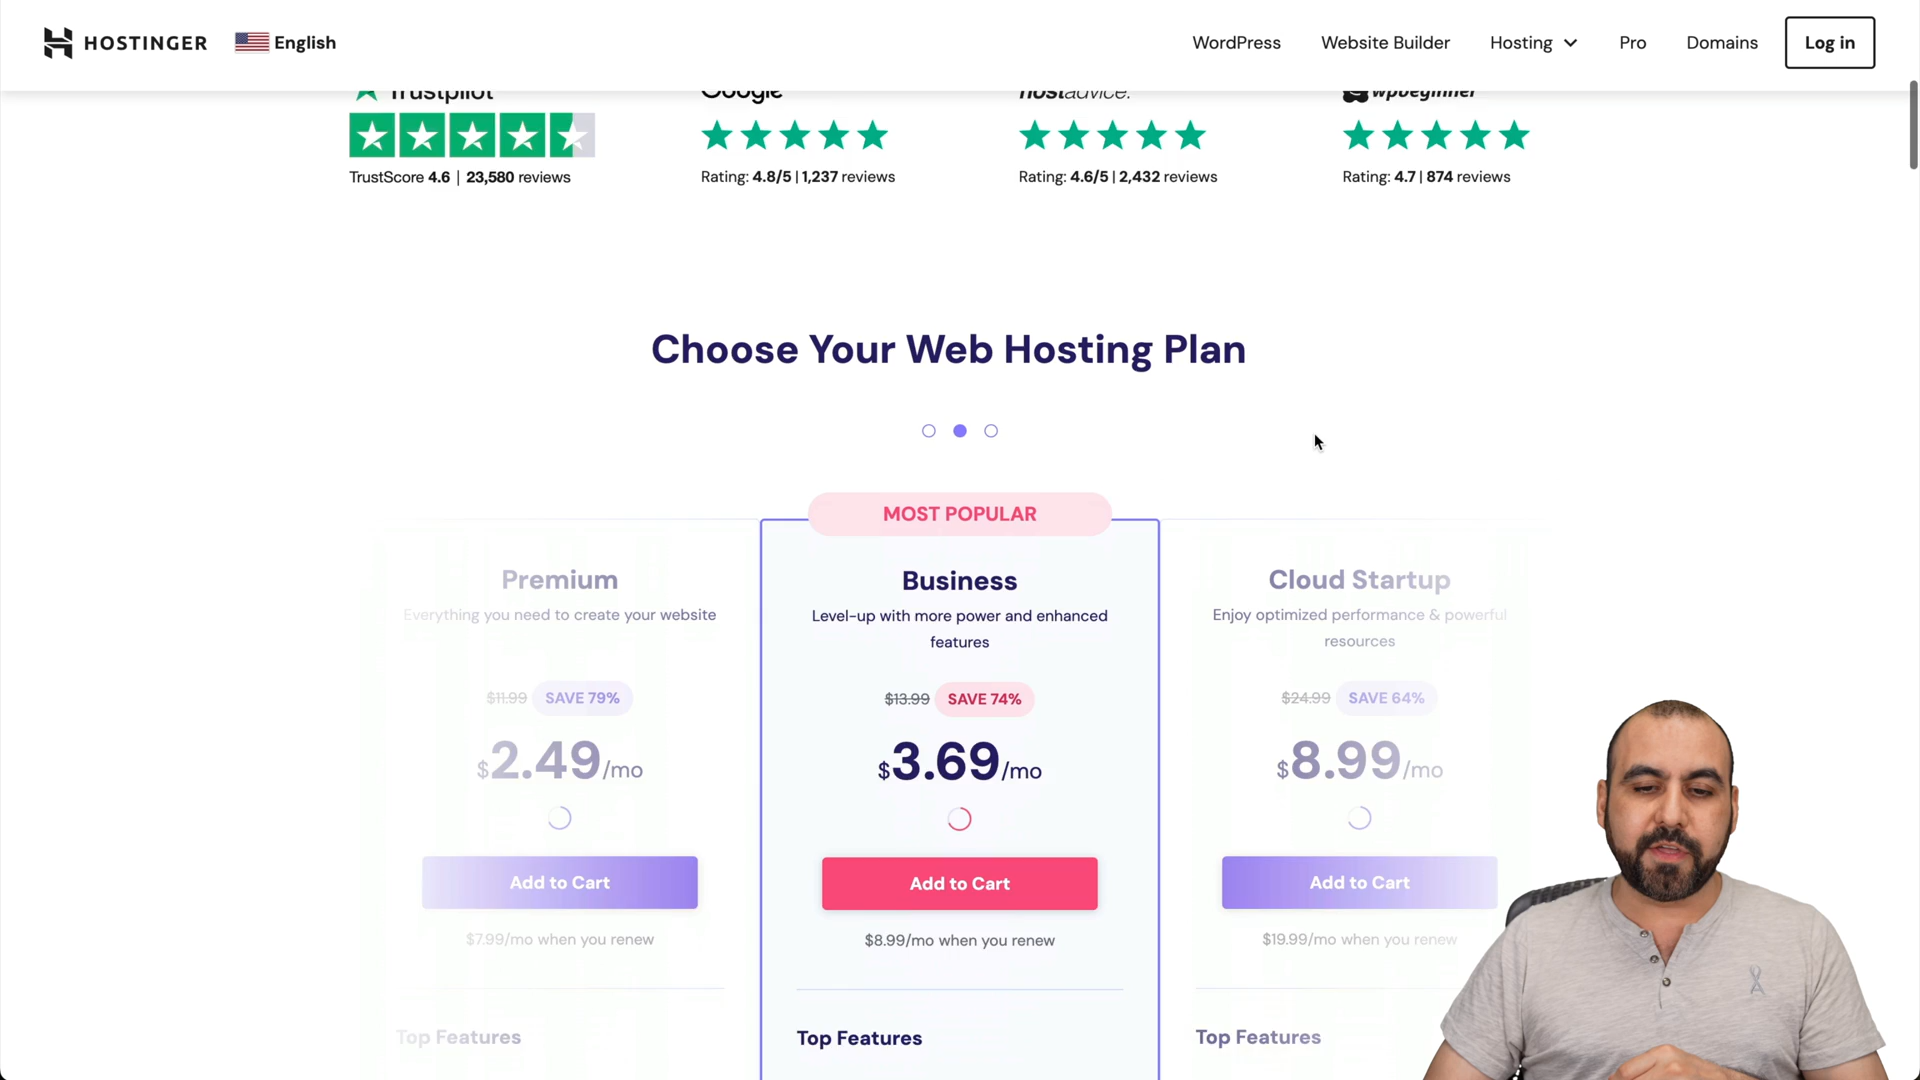 HOSTINGER English WordPress Website Builder Hosting Pro Domains Log in
Trustpilot Google hostadvice. wpbeginner
TrustScore 4.6 | 23,580 reviews Rating: 4.8/5 | 1,237 reviews Rating: 4.6/5 | 2,432 reviews Rating: 4.7 | 874 reviews
Choose Your Web Hosting Plan
MOST POPULAR
Premium
Everything you need to create your website
$11.99 SAVE 79%
$2.49/mo
Add to Cart
$7.99/mo when you renew
Top Features
Business
Level-up with more power and enhanced
features
$13.99 SAVE 74%
$3.69/mo
Add to Cart
$8.99/mo when you renew
Top Features
Cloud Startup
Enjoy optimized performance & powerful
resources
$24.99 SAVE 64%
$8.99/mo
Add to Cart
$19.99/mo when you renew
Top Features